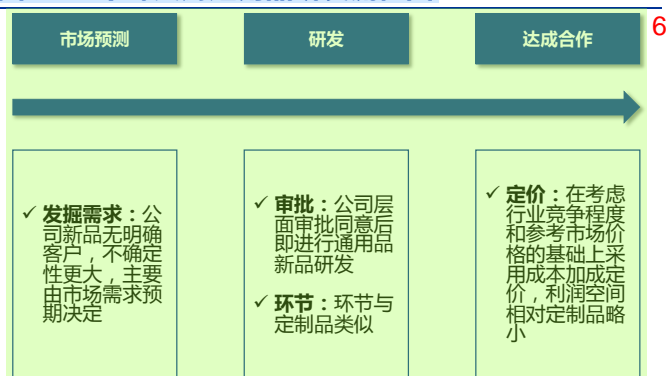 6
市场预测
研发
达成合作
✓ 发掘需求：公
司新品无明确
客户，不确定
性更大，主要
由市场需求预
期决定
✓ 审批：公司层
面审批同意后
即进行通用品
新品研发
✓ 环节：环节与
定制品类似
✓ 定价：在考虑
行业竞争程度
和参考市场价
格的基础上采
用成本加成定
价，利润空间
相对定制品略
小